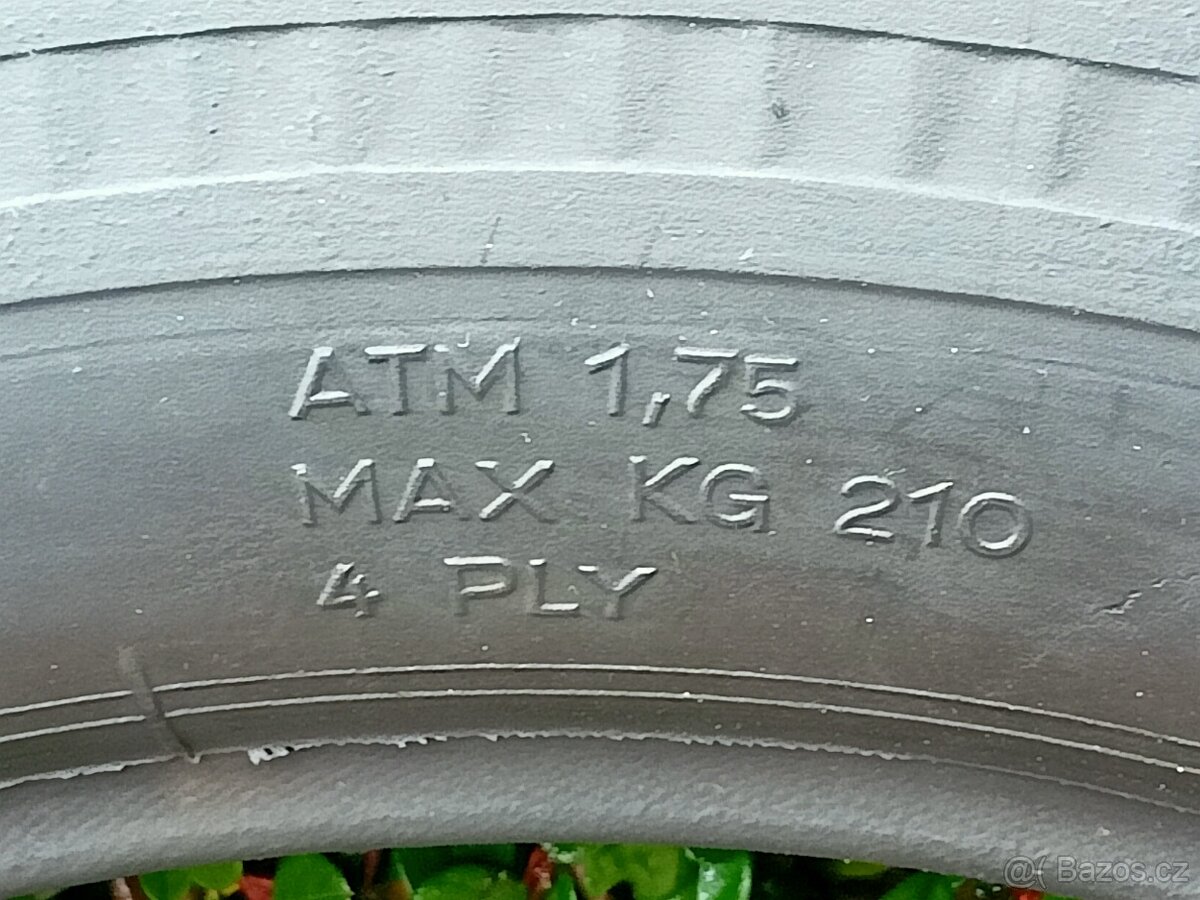 ATM 1,75
MAX KG 210
4 PLY
Bazos.cz